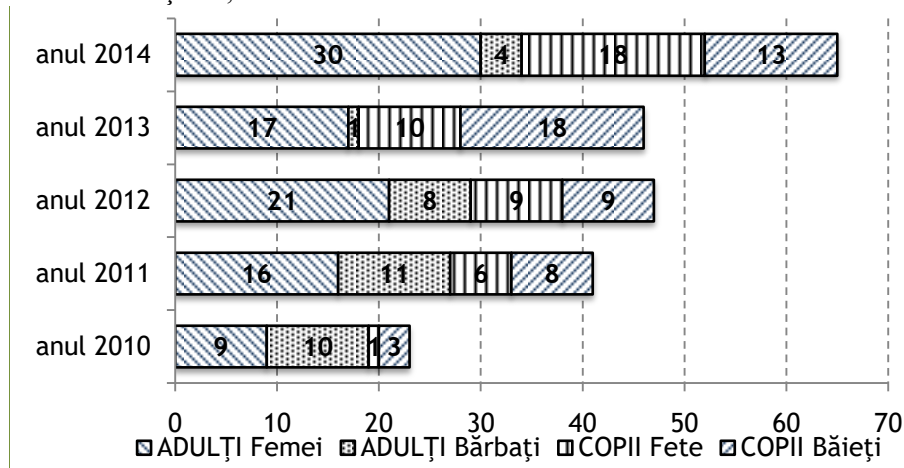 anul 2014 30 4 18 13
anul 2013 17 1 10 18
anul 2012 21 8 9 9
anul 2011 16 11 6 8
anul 2010 9 10 1 3
0 10 20 30 40 50 60 70
ADULȚI Femei ADULȚI Bărbați COPII Fete COPII Băieți